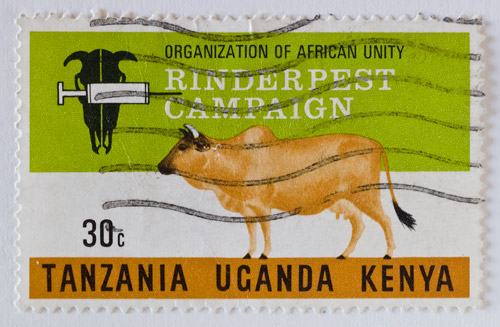 ORGANIZATION OF AFRICAN UNITY
RINDERPEST
CAMPAIGN
30c
TANZANIA UGANDA KENYA